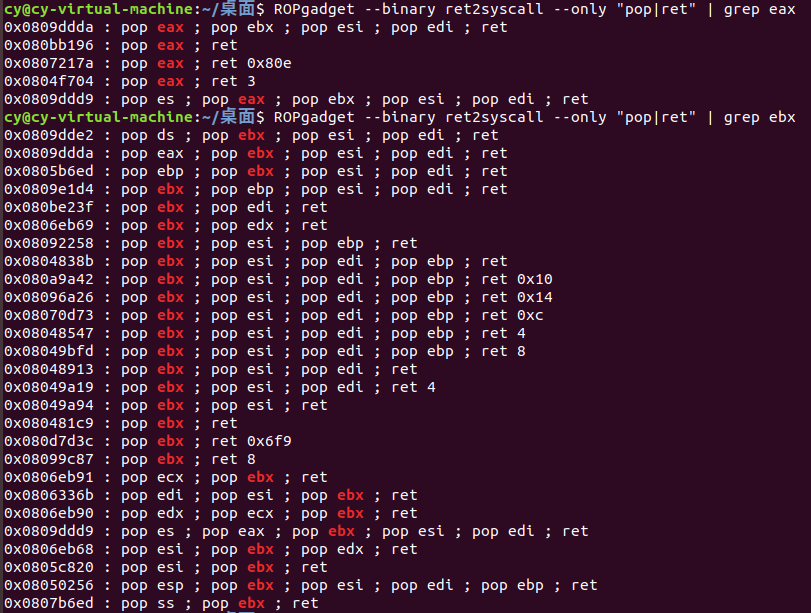 cy@cy-virtual-machine:~/桌面$ ROPgadget --binary ret2syscall --only "pop|ret" | grep eax
0x0809ddda : pop eax ; pop ebx ; pop esi ; pop edi ; ret
0x080bb196 : pop eax ; ret
0x0807217a : pop eax ; ret 0x80e
0x0804f704 : pop eax ; ret 3
0x0809ddd9 : pop es ; pop eax ; pop ebx ; pop esi ; pop edi ; ret
cy@cy-virtual-machine:~/桌面$ ROPgadget --binary ret2syscall --only "pop|ret" | grep ebx
0x0809dde2 : pop ds ; pop ebx ; pop esi ; pop edi ; ret
0x0809ddda : pop eax ; pop ebx ; pop esi ; pop edi ; ret
0x0805b6ed : pop ebp ; pop ebx ; pop esi ; pop edi ; ret
0x0809e1d4 : pop ebx ; pop ebp ; pop esi ; pop edi ; ret
0x080be23f : pop ebx ; pop edi ; ret
0x0806eb69 : pop ebx ; pop edx ; ret
0x08092258 : pop ebx ; pop esi ; pop ebp ; ret
0x0804838b : pop ebx ; pop esi ; pop edi ; pop ebp ; ret
0x080a9a42 : pop ebx ; pop esi ; pop edi ; pop ebp ; ret 0x10
0x08096a26 : pop ebx ; pop esi ; pop edi ; pop ebp ; ret 0x14
0x08070d73 : pop ebx ; pop esi ; pop edi ; pop ebp ; ret 0xc
0x08048547 : pop ebx ; pop esi ; pop edi ; pop ebp ; ret 4
0x08049bfd : pop ebx ; pop esi ; pop edi ; pop ebp ; ret 8
0x08048913 : pop ebx ; pop esi ; pop edi ; ret
0x08049a19 : pop ebx ; pop esi ; pop edi ; ret 4
0x08049a94 : pop ebx ; pop esi ; ret
0x080481c9 : pop ebx ; ret
0x080d7d3c : pop ebx ; ret 0x6f9
0x08099c87 : pop ebx ; ret 8
0x0806eb91 : pop ecx ; pop ebx ; ret
0x0806336b : pop edi ; pop esi ; pop ebx ; ret
0x0806eb90 : pop edx ; pop ecx ; pop ebx ; ret
0x0809ddd9 : pop es ; pop eax ; pop ebx ; pop esi ; pop edi ; ret
0x0806eb68 : pop esi ; pop ebx ; pop edx ; ret
0x0805c820 : pop esi ; pop ebx ; ret
0x08050256 : pop esp ; pop ebx ; pop esi ; pop edi ; pop ebp ; ret
0x0807b6ed : pop ss ; pop ebx ; ret